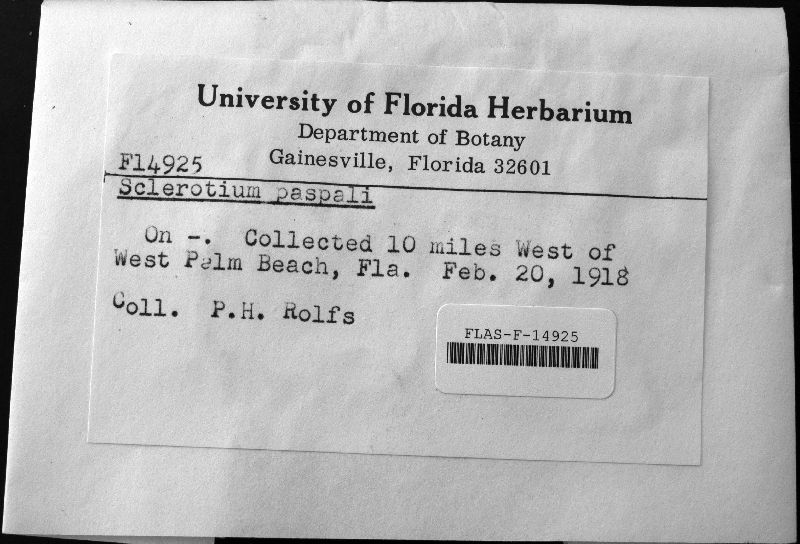 University of Florida Herbarium
Department of Botany
Gainesville, Florida 32601
F14925
Sclerotium paspali
On -. Collected 10 miles West of
West Palm Beach, Fla. Feb. 20, 1918
Coll. P.H. Rolfs
FLAS-F-14925